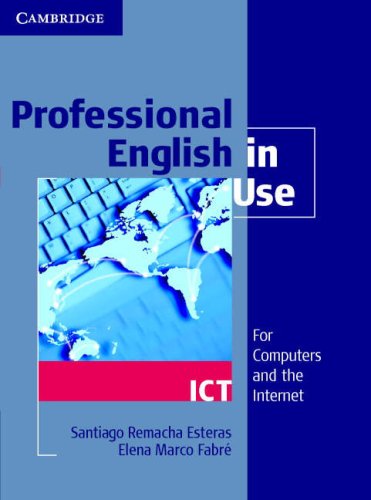 CAMBRIDGE
Professional
English in
Use
For
Computers
and the
Internet
ICT
Santiago Remacha Esteras
Elena Marco Fabré